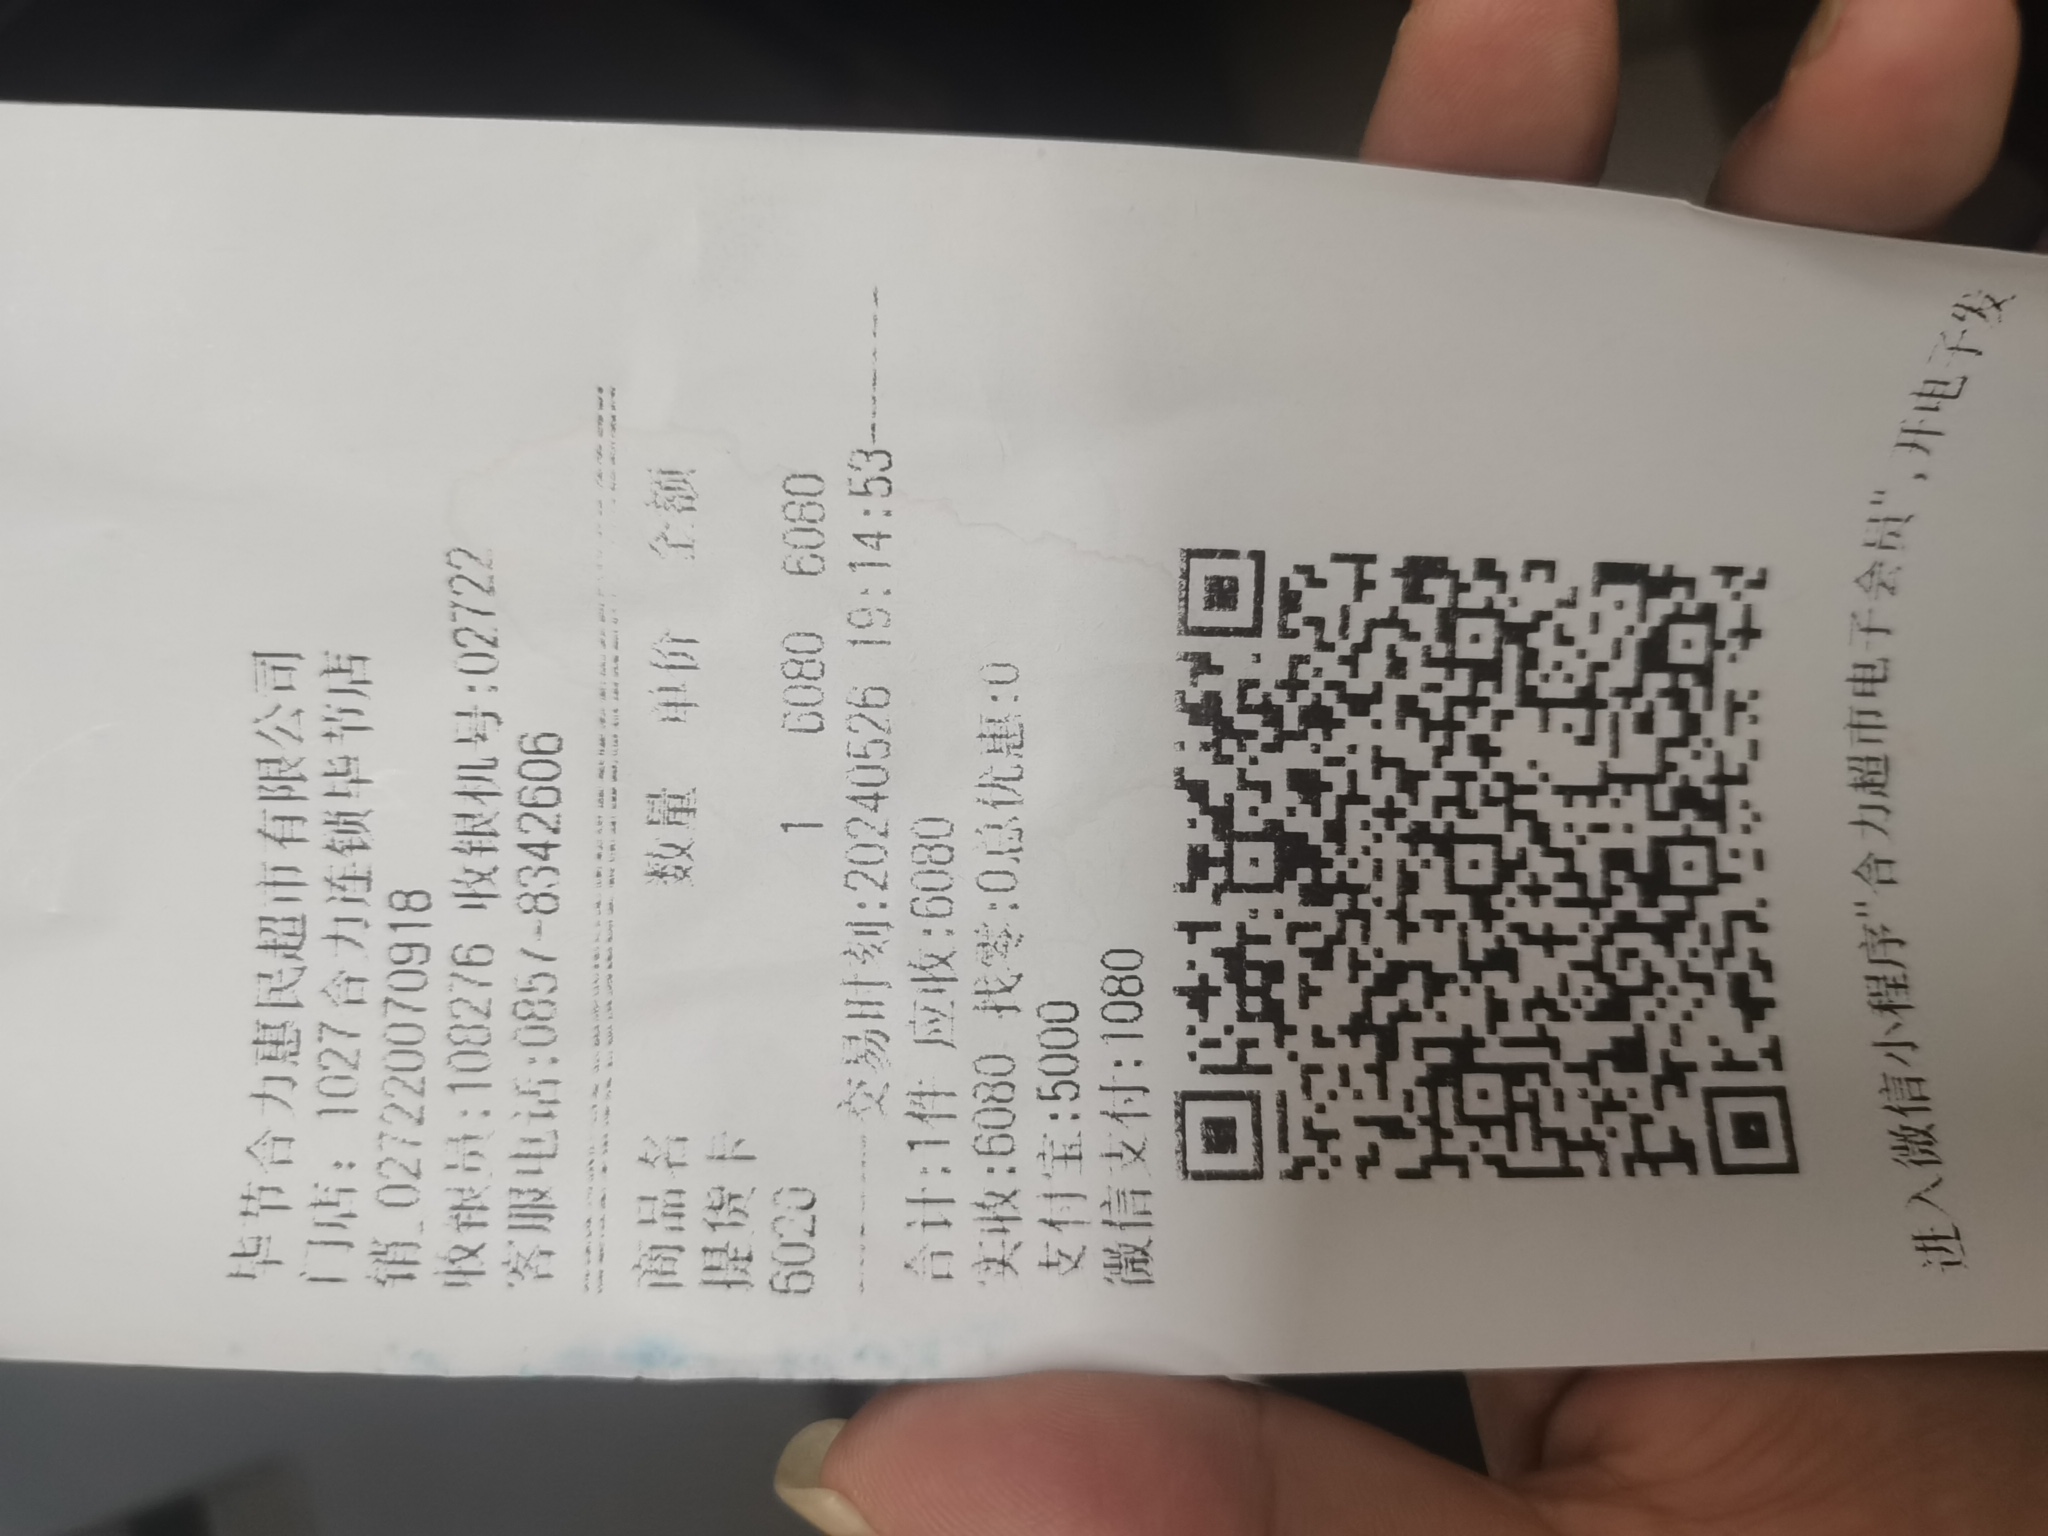 毕节合力惠民超市有限公司
门店：1027合力连锁毕节店
销_027220070918
收银员:108276 收银机号:02722
客服电话:0857-8342606
商品名 数量 单价 金额
提货卡
6020 1 6080 6080
交易时刻:20240526 19:14:53
合计:1件 应收:6080
实收:6080 找零:0总优惠:0
支付宝:5000
微信支付:1080
进入微信小程序"合力超市电子会员",开电子发